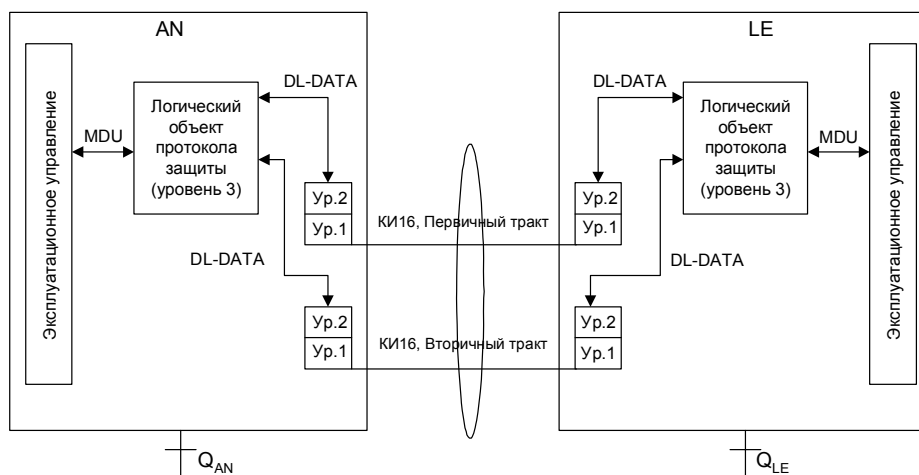 AN
LE
DL-DATA
DL-DATA
Эксплуатационное управление
MDU
Логический
объект
протокола
защиты
(уровень 3)
Логический
объект
протокола
защиты
(уровень 3)
MDU
Эксплуатационное управление
Ур.2
Ур.1
КИ16, Первичный тракт
Ур.2
Ур.1
DL-DATA
DL-DATA
Ур.2
Ур.1
КИ16, Вторичный тракт
Ур.2
Ур.1
QAN
QLE